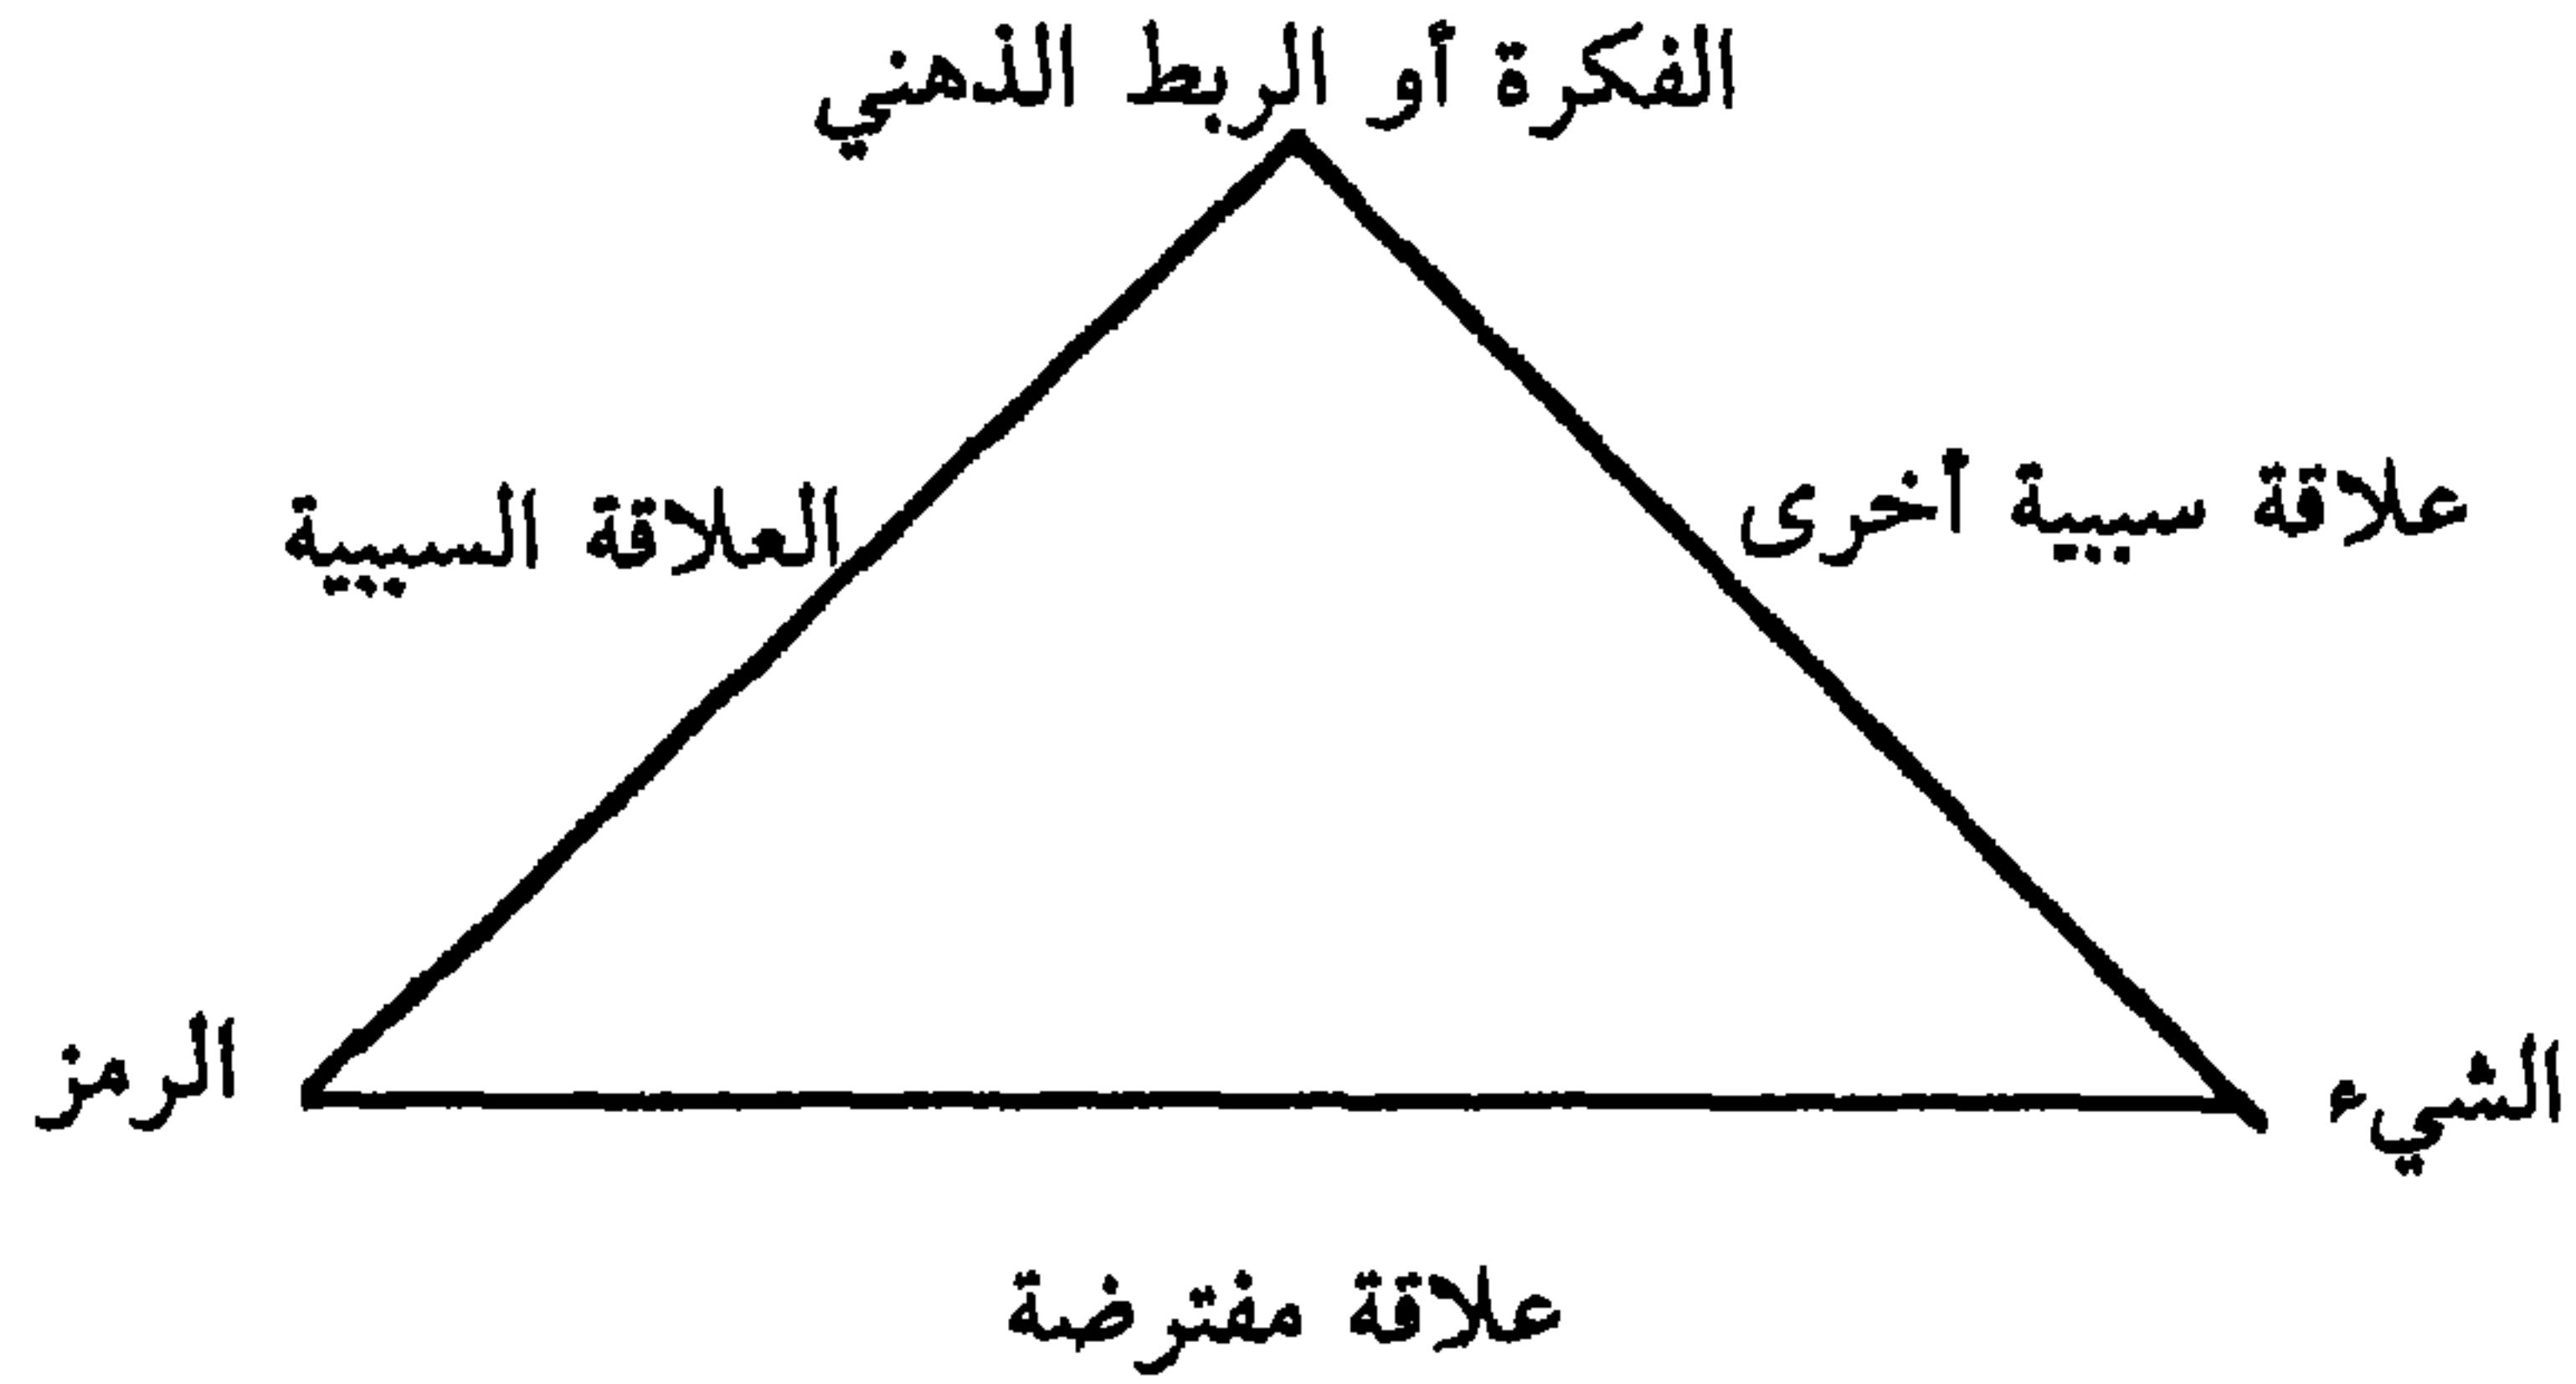 الفكرة أو الربط الذهني
علاقة سببية أخرى
العلاقة السببية
الشيء
الرمز
علاقة مفترضة